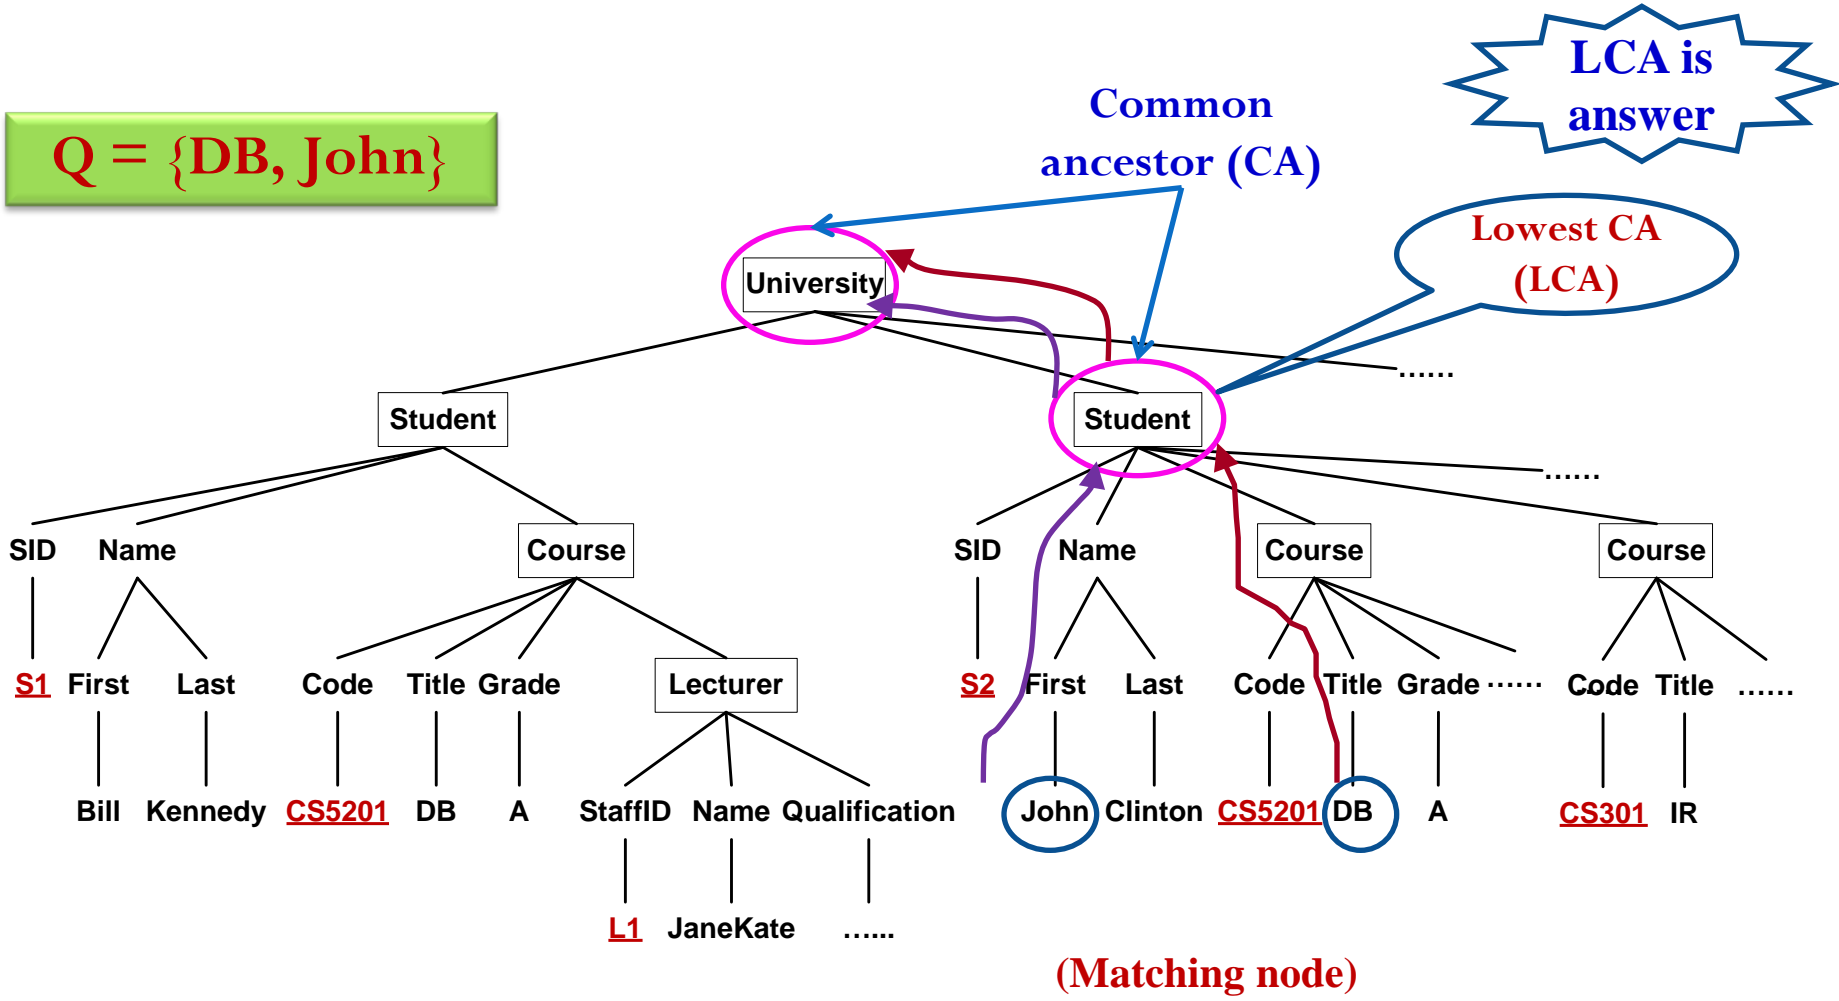 LCA is
answer
Common
ancestor (CA)
Q = {DB, John}
Lowest CA
(LCA)
University
......
Student
Student
......
SID Name Course SID Name Course Course
S1 First Last Code Title Grade Lecturer S2 First Last Code Title Grade ...... Code Title ......
Bill Kennedy CS5201 DB A StaffID Name Qualification John Clinton CS5201 DB A CS301 IR
L1 JaneKate ......
(Matching node)